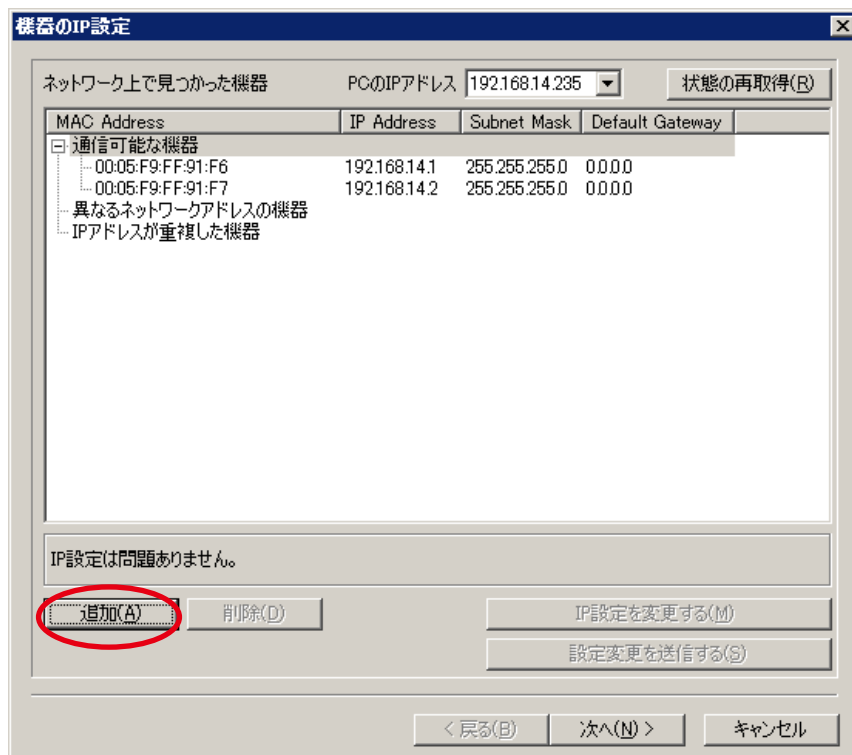 機器のIP設定
ネットワーク上で見つかった機器 PCのIPアドレス 192.168.14.235 状態の再取得(R)
MAC Address IP Address Subnet Mask Default Gateway
通信可能な機器
00:05:F9:FF:91:F6 192.168.14.1 255.255.255.0 0.0.0.0
00:05:F9:FF:91:F7 192.168.14.2 255.255.255.0 0.0.0.0
異なるネットワークアドレスの機器
IPアドレスが重複した機器
IP設定は問題ありません。
追加(A) 削除(D) IP設定を変更する(M)
設定変更を送信する(S)
< 戻る(B) 次へ(N) > キャンセル